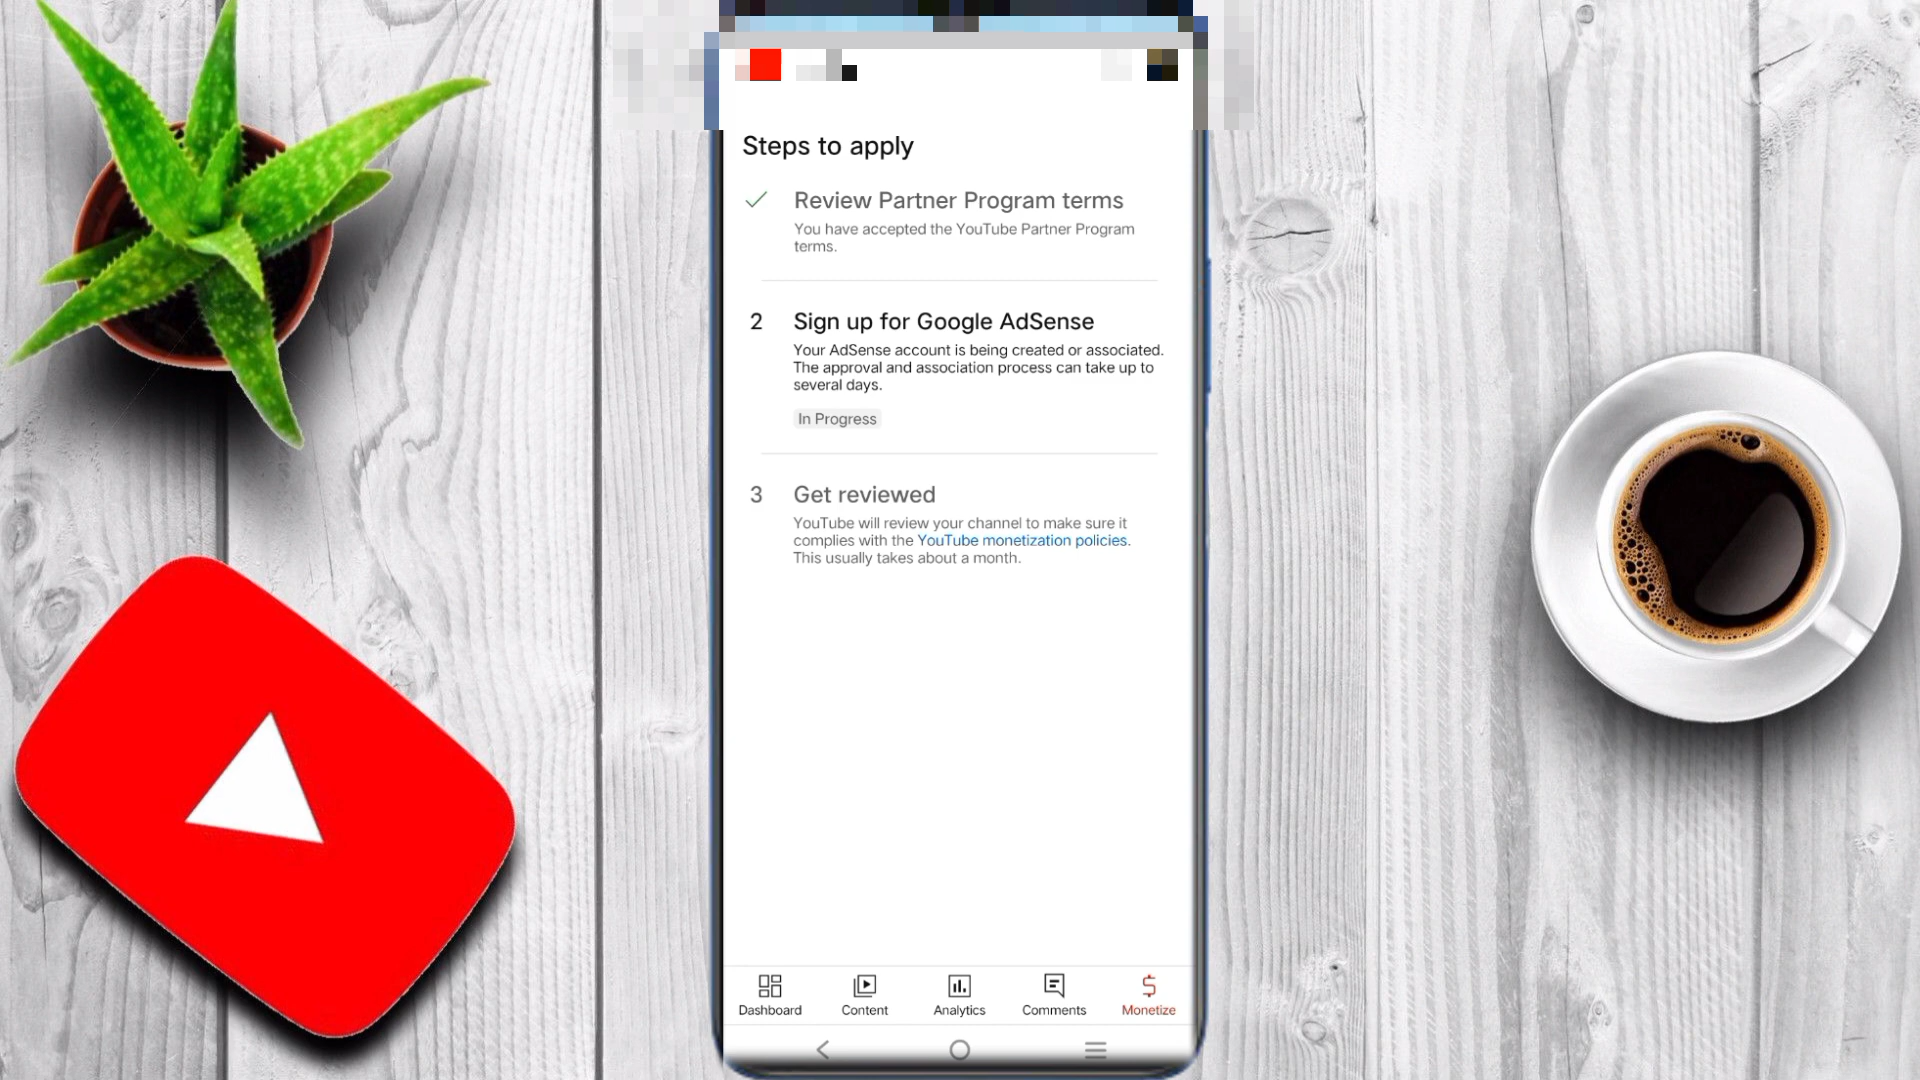 Steps to apply
Review Partner Program terms
You have accepted the YouTube Partner Program
terms.
2 Sign up for Google AdSense
Your AdSense account is being created or associated.
The approval and association process can take up to
several days.
In Progress
3 Get reviewed
YouTube will review your channel to make sure it
complies with the YouTube monetization policies.
This usually takes about a month.
Dashboard Content Analytics Comments Monetize